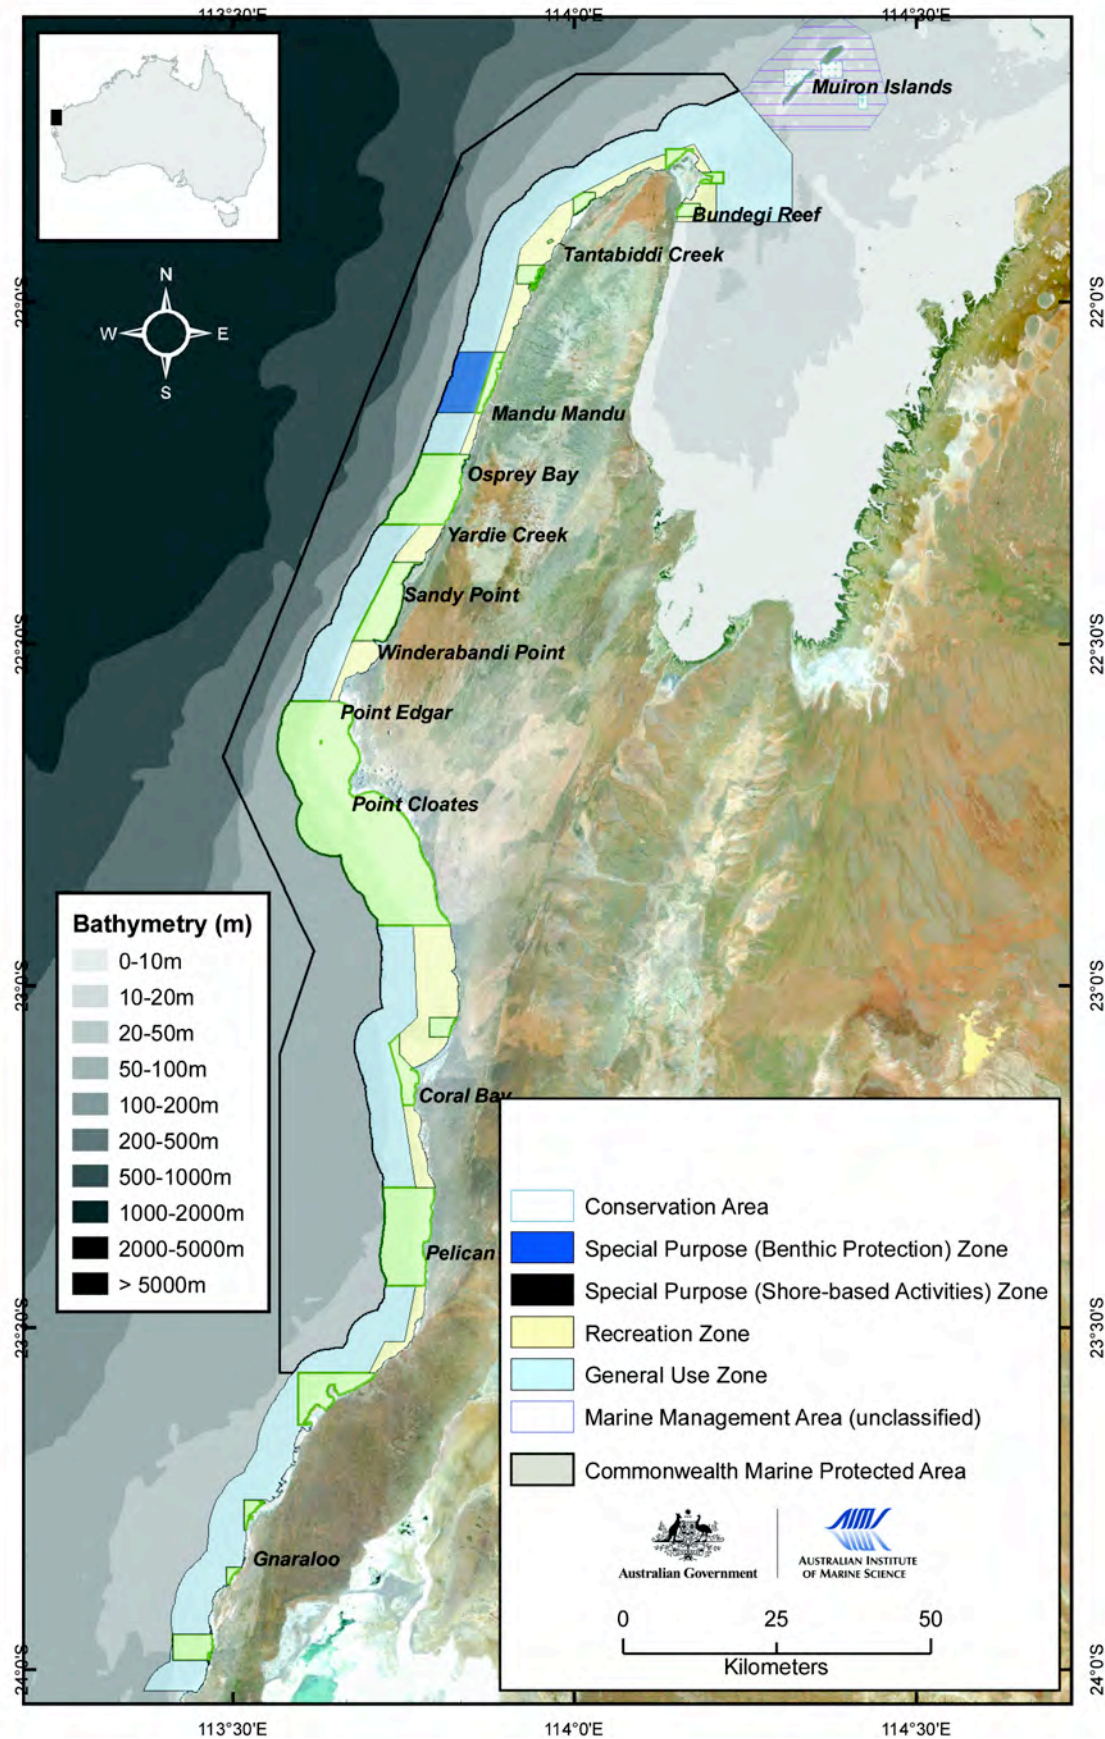 113°30'0"E
114°0'E
114°30'E
Muiron Islands
Bundegi Reef
Tantabiddi Creek
N
W E
S
22°0'S
22°0'S
Mandu Mandu
Osprey Bay
Yardie Creek
Sandy Point
Winderabandi Point
22°30'S
22°30'S
Point Edgar
Point Cloates
Bathymetry (m)
0-10m
10-20m
20-50m
50-100m
100-200m
200-500m
500-1000m
1000-2000m
2000-5000m
> 5000m
23°0'S
23°0'S
Coral Bay
Pelican
Conservation Area
Special Purpose (Benthic Protection) Zone
Special Purpose (Shore-based Activities) Zone
Recreation Zone
General Use Zone
Marine Management Area (unclassified)
Commonwealth Marine Protected Area
23°30'S
23°30'S
Australian Government
AIMS
AUSTRALIAN INSTITUTE
OF MARINE SCIENCE
Gnaraloo
0 25 50
Kilometers
24°0'S
24°0'S
113°30'E
114°0'E
114°30'E